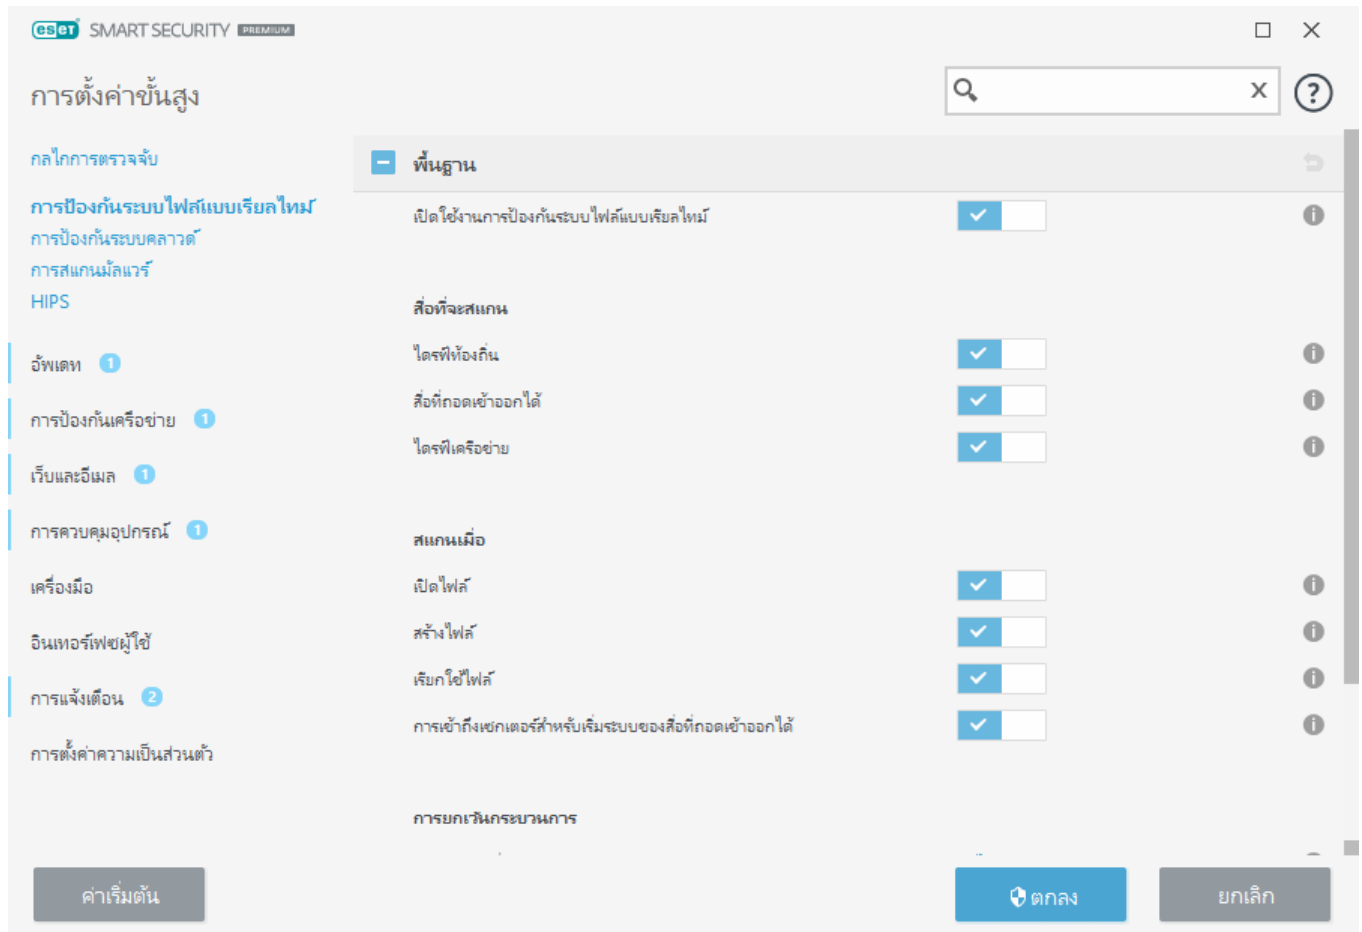 eset SMART SECURITY PREMIUM
การตั้งค่าขั้นสูง
X
?
กลไกการตรวจจับ
การป้องกันระบบไฟล์แบบเรียลไทม์
การป้องกันระบบคลาวด์
การสแกนมัลแวร์
HIPS
อัพเดท 1
การป้องกันเครือข่าย 1
เว็บและอีเมล 1
การควบคุมอุปกรณ์ 1
เครื่องมือ
อินเทอร์เฟซผู้ใช้
การแจ้งเตือน 2
การตั้งค่าความเป็นส่วนตัว
พื้นฐาน
เปิดใช้งานการป้องกันระบบไฟล์แบบเรียลไทม์
สื่อที่จะสแกน
ไดรฟ์ท้องถิ่น
สื่อที่ถอดเข้าออกได้
ไดรฟ์เครือข่าย
สแกนเมื่อ
เปิดไฟล์
สร้างไฟล์
เรียกใช้ไฟล์
การเข้าถึงเซกเตอร์สำหรับเริ่มระบบของสื่อที่ถอดเข้าออกได้
การยกเว้นกระบวนการ
ค่าเริ่มต้น
ตกลง
ยกเลิก